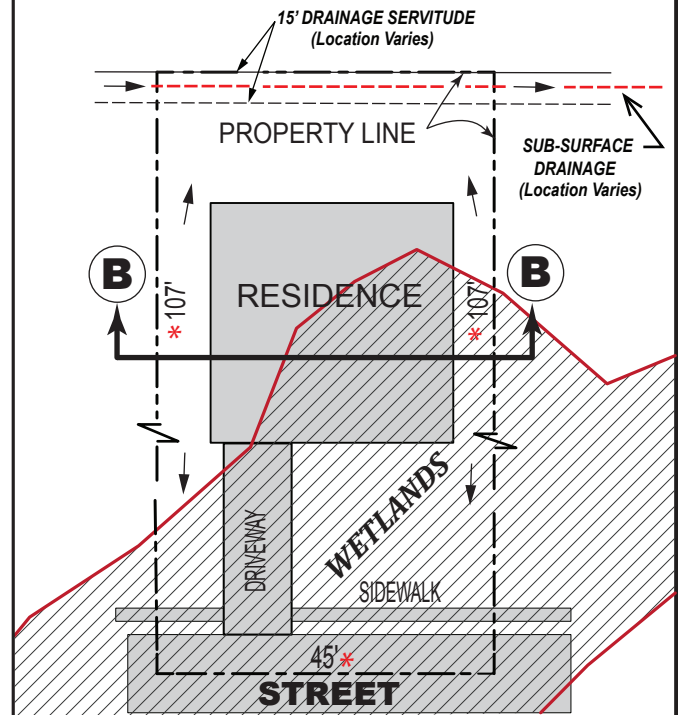 15' DRAINAGE SERVITUDE
(Location Varies)
PROPERTY LINE
SUB-SURFACE
DRAINAGE
(Location Varies)
B
B
RESIDENCE
* 107'
* 107'
WETLANDS
DRIVEWAY
SIDEWALK
45'*
STREET